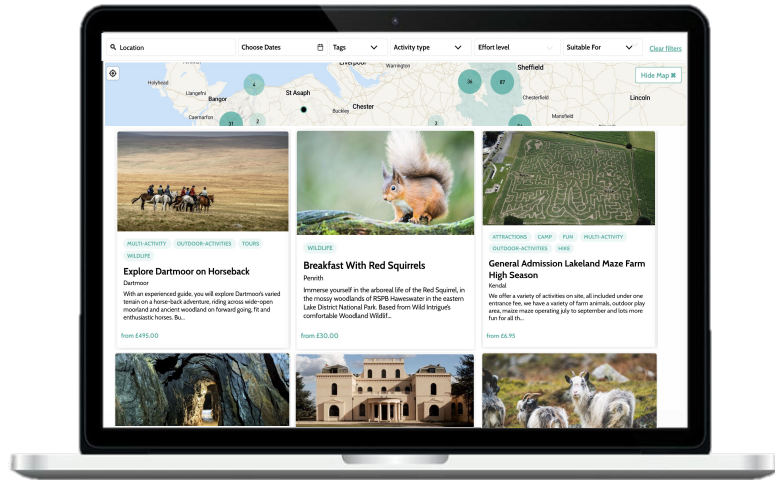 Location
Choose Dates
Tags
Activity type
Effort level
Suitable For
Clear filters
Hide Map ✖
Warrington
Sheffield
Holyhead
Llangefni
Bangor
St Asaph
Buckley
Chester
Chesterfield
Lincoln
Caernarfon
Mansfield
4
36
87
31
2
3
MULTI-ACTIVITY OUTDOOR-ACTIVITIES TOURS
WILDLIFE
Explore Dartmoor on Horseback
Dartmoor
With an experienced guide, you will explore Dartmoor's varied
terrain on a horse-back adventure, riding across wide-open
moorland and ancient woodland on forward going, fit and
enthusiastic horses. Bu...
from £495.00
WILDLIFE
Breakfast With Red Squirrels
Penrith
Immerse yourself in the arboreal life of the Red Squirrel, in
the mossy woodlands of RSPB Haweswater in the eastern
Lake District National Park. Based from Wild Intrigue's
comfortable Woodland Wildlif...
from £30.00
ATTRACTIONS CAMP FUN MULTI-ACTIVITY
OUTDOOR-ACTIVITIES HIKE
General Admission Lakeland Maze Farm
High Season
Kendal
We offer a variety of activities on site, all included under one
entrance fee, we have a variety of farm animals, outdoor play
area, maize maze operating july to september and lots more
fun for all th...
from £6.95